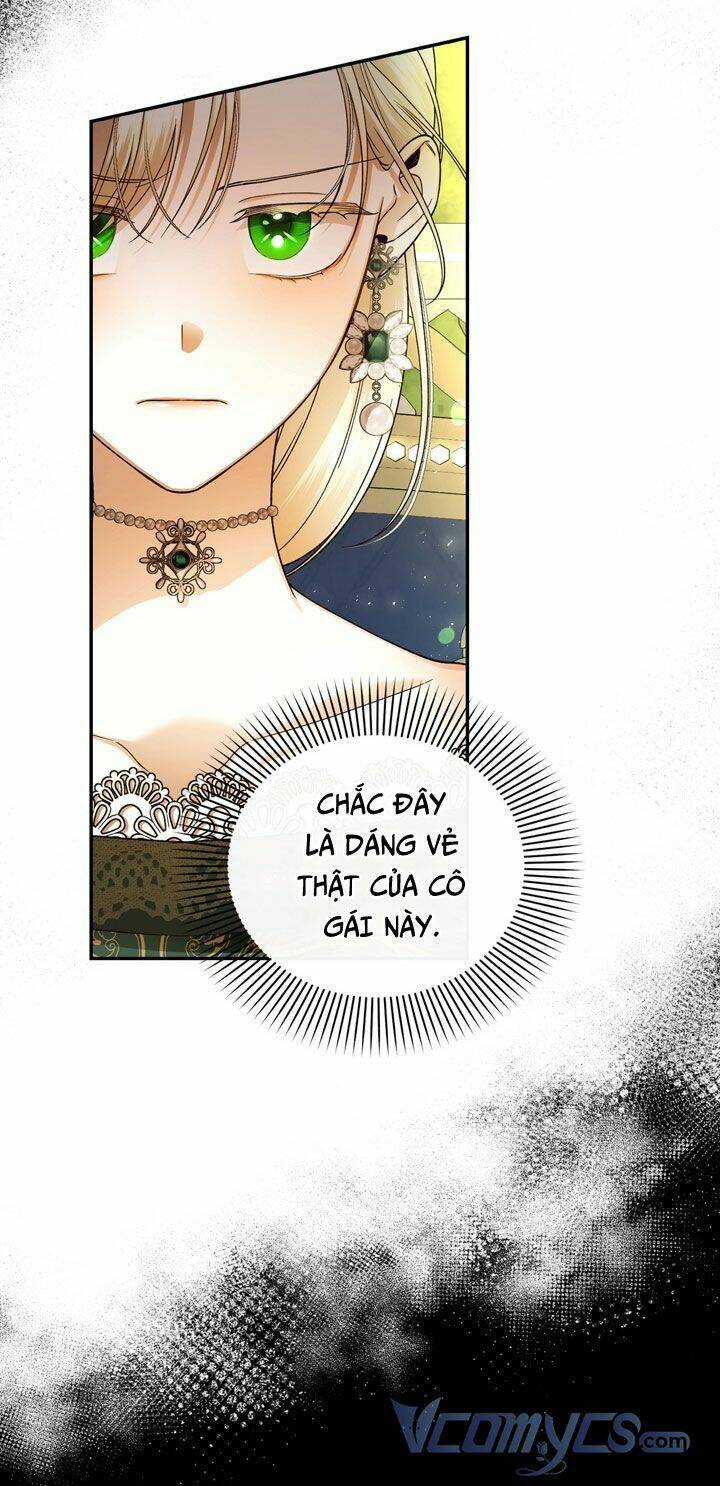 CHẮC ĐÂY
LÀ DÁNG VẺ
THẬT CỦA CÔ
GÁI NÀY.
VCOMYCS.com